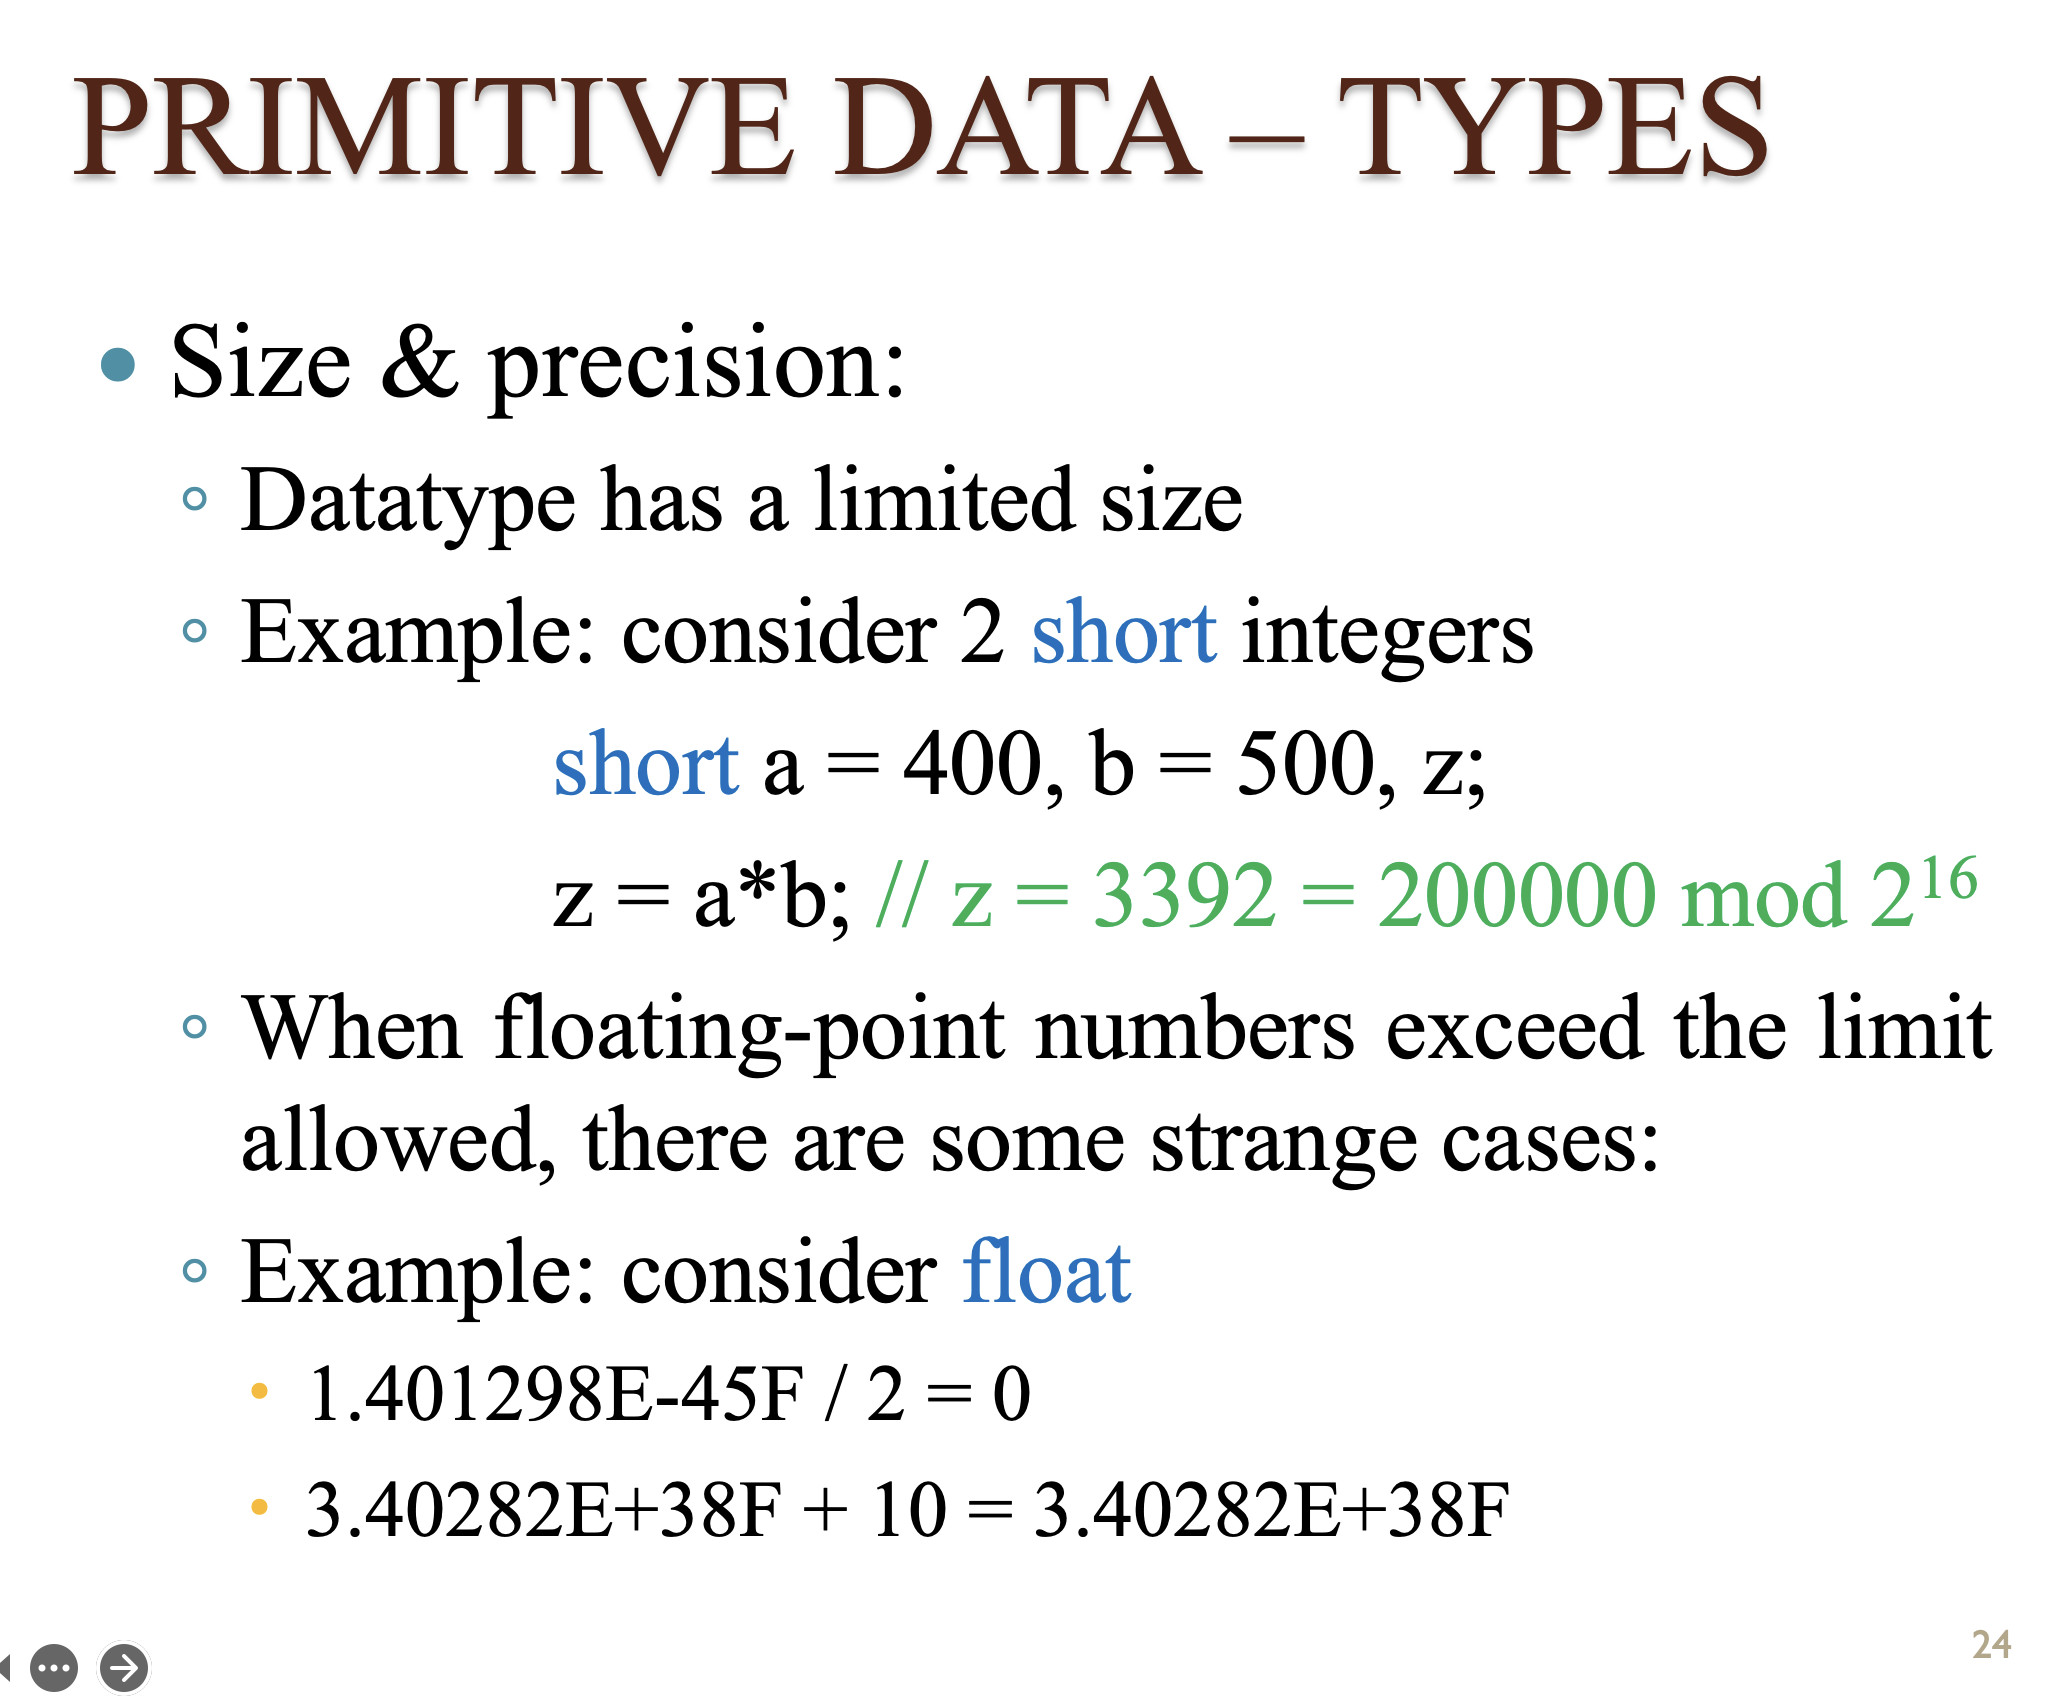 PRIMITIVE DATA – TYPES
Size & precision:
Datatype has a limited size
Example: consider 2 short integers
short a = 400, b = 500, z;
z = a*b; // z = 3392 = 200000 mod 2¹⁶
When floating-point numbers exceed the limit
allowed, there are some strange cases:
Example: consider float
1.401298E-45F / 2 = 0
3.40282E+38F + 10 = 3.40282E+38F
24